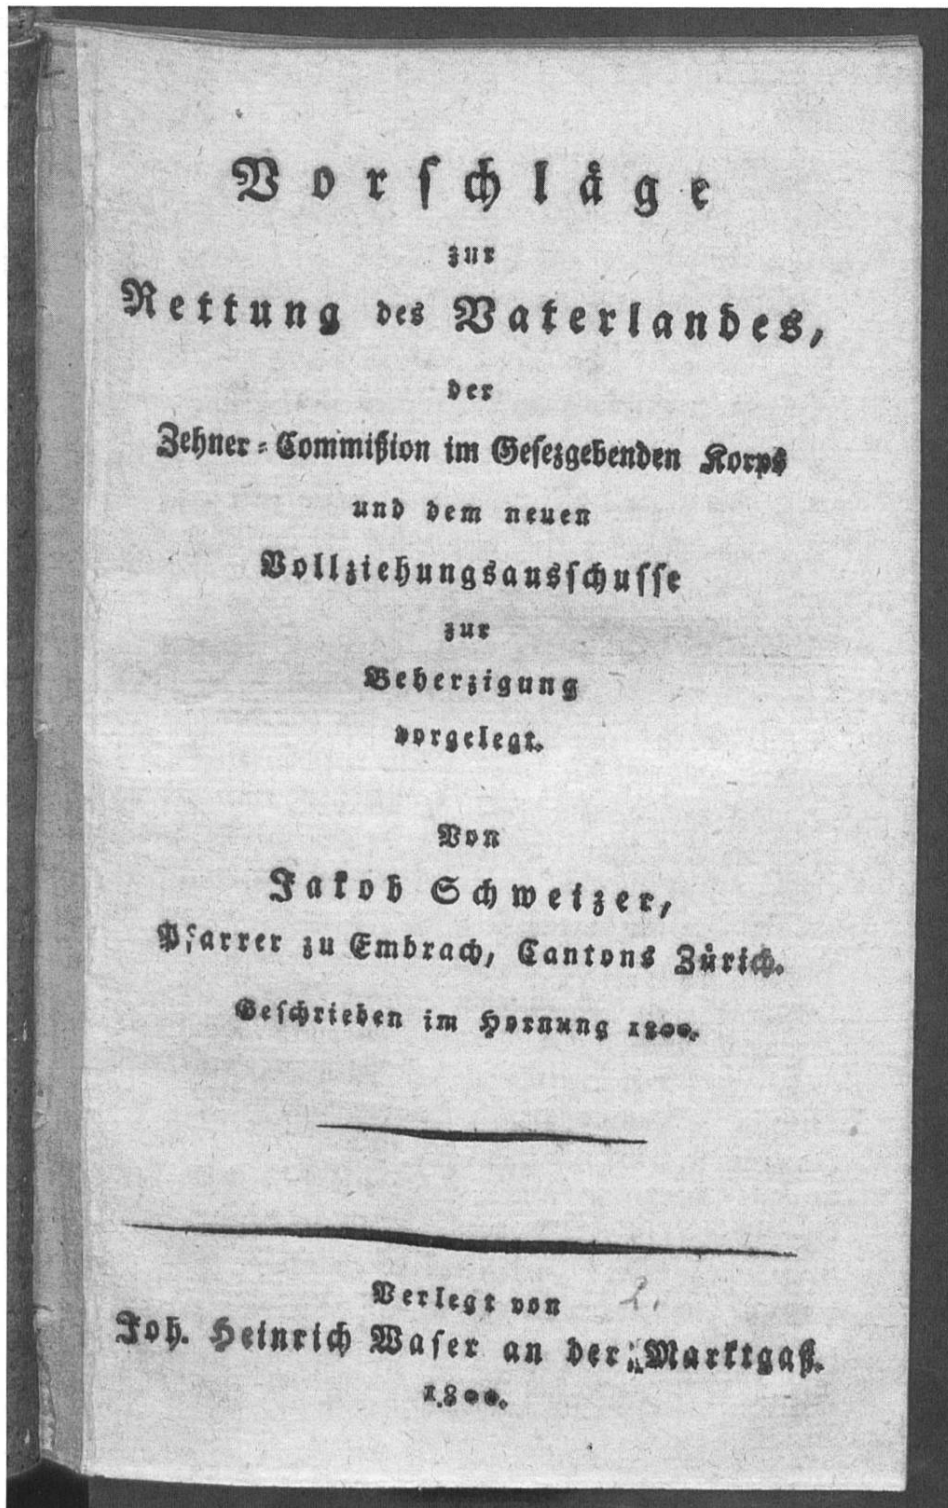 Vorschläge
zur
Rettung des Vaterlandes,
der
Zehner-Commißion im Gesezgebenden Korps
und dem neuen
Vollziehungsausschusse
zur
Beherzigung
vorgelegt.
Von
Jakob Schweizer,
Pfarrer zu Embrach, Cantons Zürich.
Geschrieben im Hornung 1800.
Verlegt von
2.
Joh. Heinrich Waser an der Marktgaß.
1800.